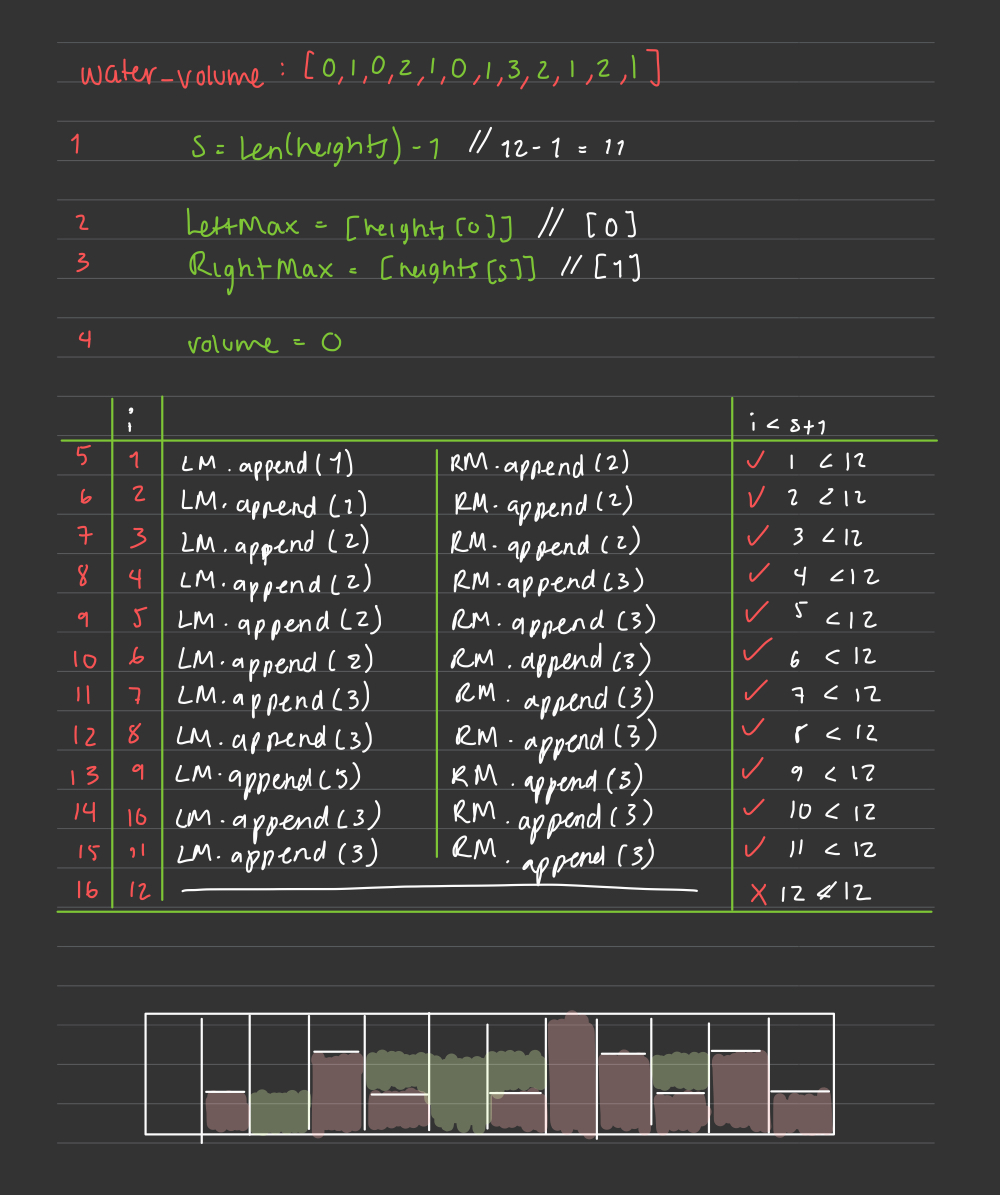 water_volume : [0,1,0,2,1,0,1,3,2,1,2,1]
1 S = Len(heights) - 1 // 12 - 1 = 11
2 LeftMax = [heights[0]] // [0]
3 RightMax = [heights[s]] // [1]
4 volume = 0
i i < s+1
5 1 LM.append(1) RM.append(2) ✓ 1 < 12
6 2 LM.append(1) RM.append(2) ✓ 2 < 12
7 3 LM.append(2) RM.append(2) ✓ 3 < 12
8 4 LM.append(2) RM.append(3) ✓ 4 < 12
9 5 LM.append(2) RM.append(3) ✓ 5 < 12
10 6 LM.append(2) RM.append(3) ✓ 6 < 12
11 7 LM.append(3) RM.append(3) ✓ 7 < 12
12 8 LM.append(3) RM.append(3) ✓ 8 < 12
13 9 LM.append(3) RM.append(3) ✓ 9 < 12
14 10 LM.append(3) RM.append(3) ✓ 10 < 12
15 11 LM.append(3) RM.append(3) ✓ 11 < 12
16 12 X 12 ≮ 12